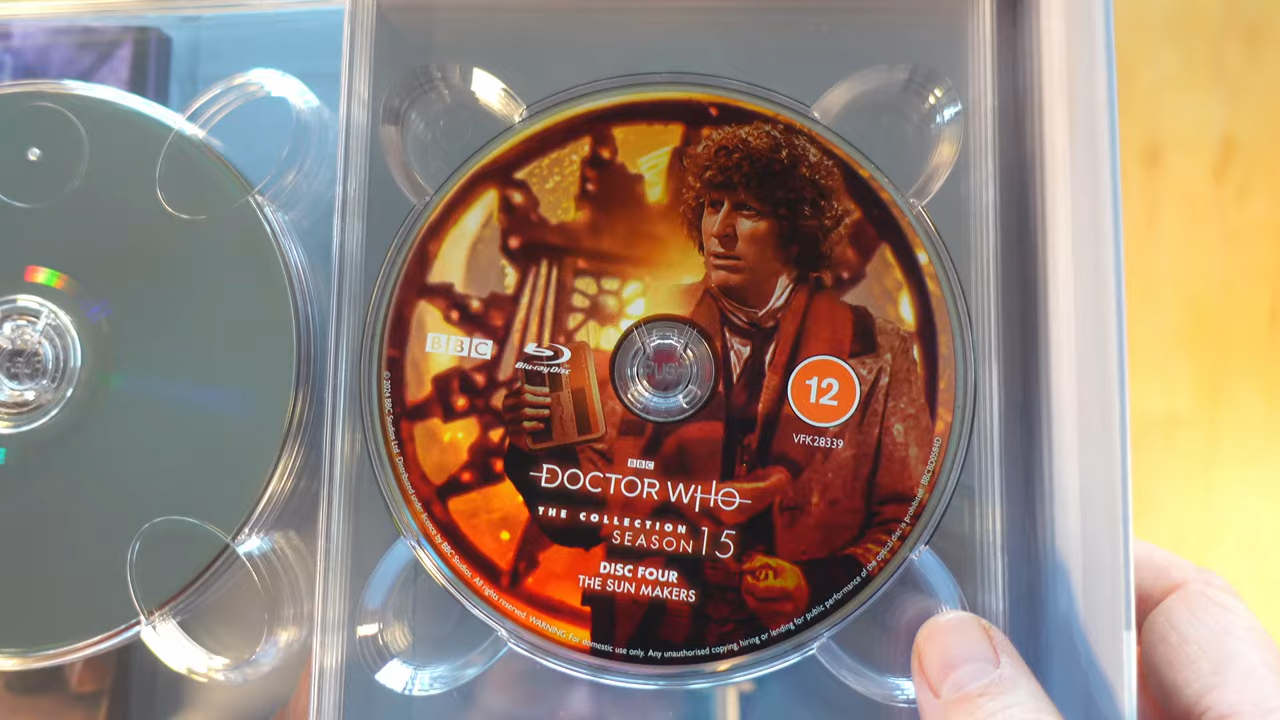 BBC
Blu-ray Disc
PUSH
12
VFK28339
BBC
DOCTOR WHO
THE COLLECTION
SEASON 15
DISC FOUR
THE SUN MAKERS
© 2024 BBC Studios Ltd. Distributed under licence by BBC Studios. All rights reserved. WARNING: For domestic use only. Any unauthorised copying, hiring or lending for public performance of the optical disc is prohibited. BBCBD0584D